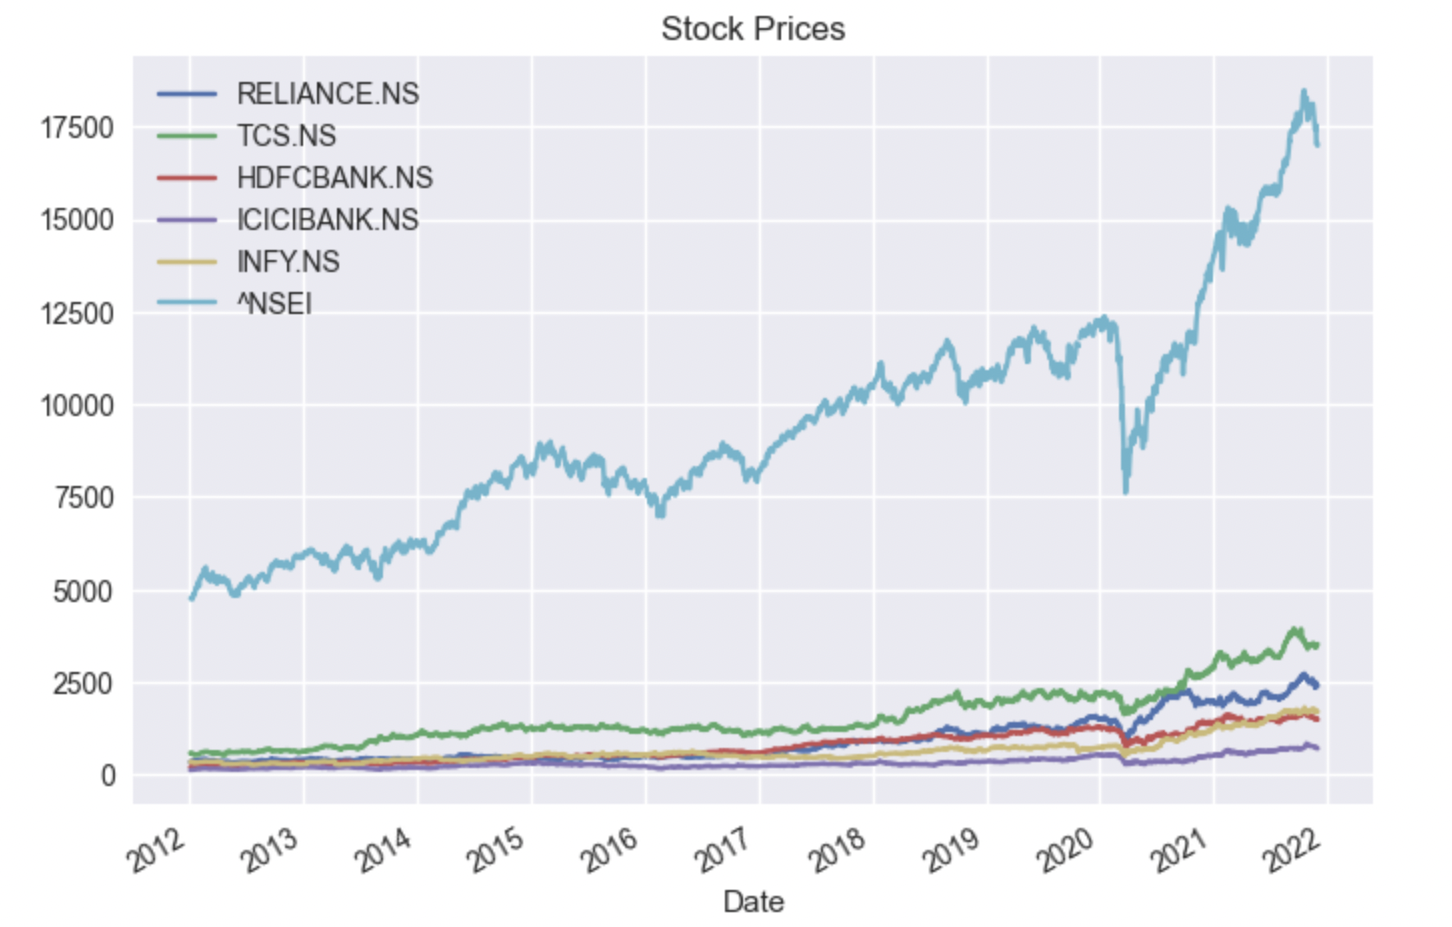 Stock Prices
RELIANCE.NS
TCS.NS
HDFCBANK.NS
ICICIBANK.NS
INFY.NS
^NSEI
17500
15000
12500
10000
7500
5000
2500
0
2012 2013 2014 2015 2016 2017 2018 2019 2020 2021 2022
Date